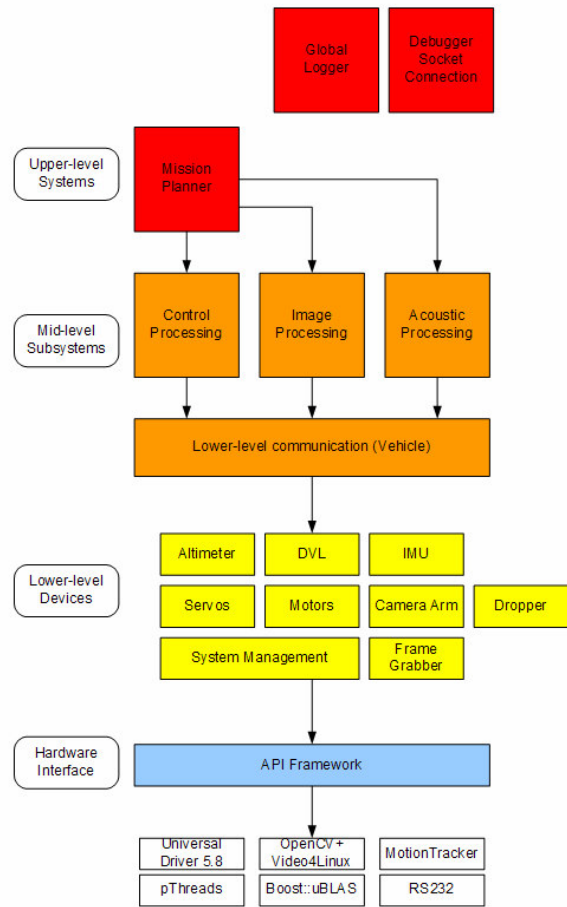 Global
Logger
Debugger
Socket
Connection
Upper-level
Systems
Mission
Planner
Mid-level
Subsystems
Control
Processing
Image
Processing
Acoustic
Processing
Lower-level communication (Vehicle)
Lower-level
Devices
Altimeter
DVL
IMU
Servos
Motors
Camera Arm
Dropper
System Management
Frame
Grabber
Hardware
Interface
API Framework
Universal
Driver 5.8
OpenCV+
Video4Linux
MotionTracker
pThreads
Boost::uBLAS
RS232